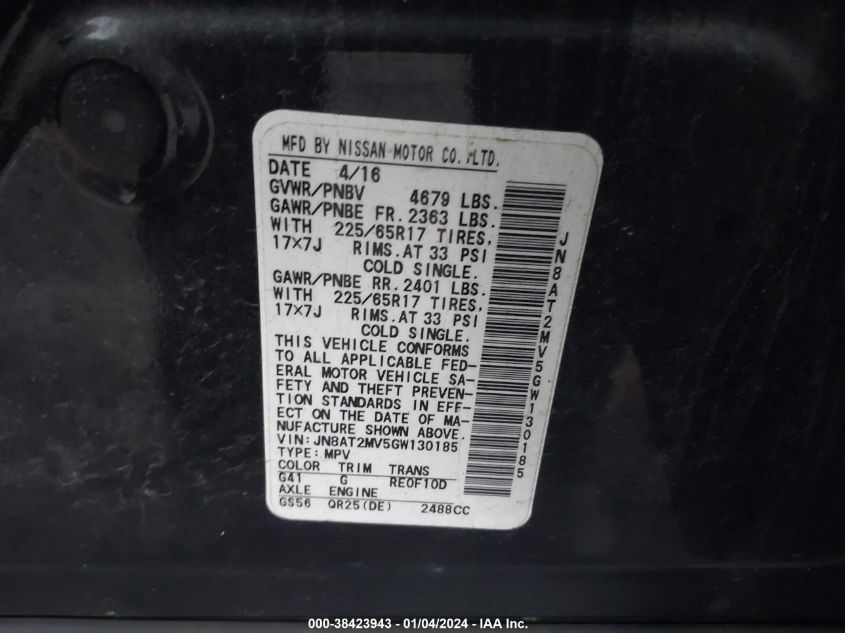 MFD BY NISSAN MOTOR CO.,LTD.
DATE 4/16
GVWR/PNBV 4679 LBS.
GAWR/PNBE FR. 2363 LBS.
WITH 225/65R17 TIRES,
17×7J RIMS.AT 33 PSI
COLD SINGLE.
GAWR/PNBE RR. 2401 LBS.
WITH 225/65R17 TIRES,
17×7J RIMS.AT 33 PSI
COLD SINGLE.
THIS VEHICLE CONFORMS
TO ALL APPLICABLE FED-
ERAL MOTOR VEHICLE SA-
FETY AND THEFT PREVEN-
TION STANDARDS IN EFF-
ECT ON THE DATE OF MA-
NUFACTURE SHOWN ABOVE.
VIN:JN8AT2MV5GW130185
TYPE:MPV
COLOR TRIM TRANS
G41 G RE0F10D
AXLE ENGINE
GS56 QR25(DE) 2488CC
JN8AT2MV5GW130185
000-38423943 - 01/04/2024 - IAA Inc.